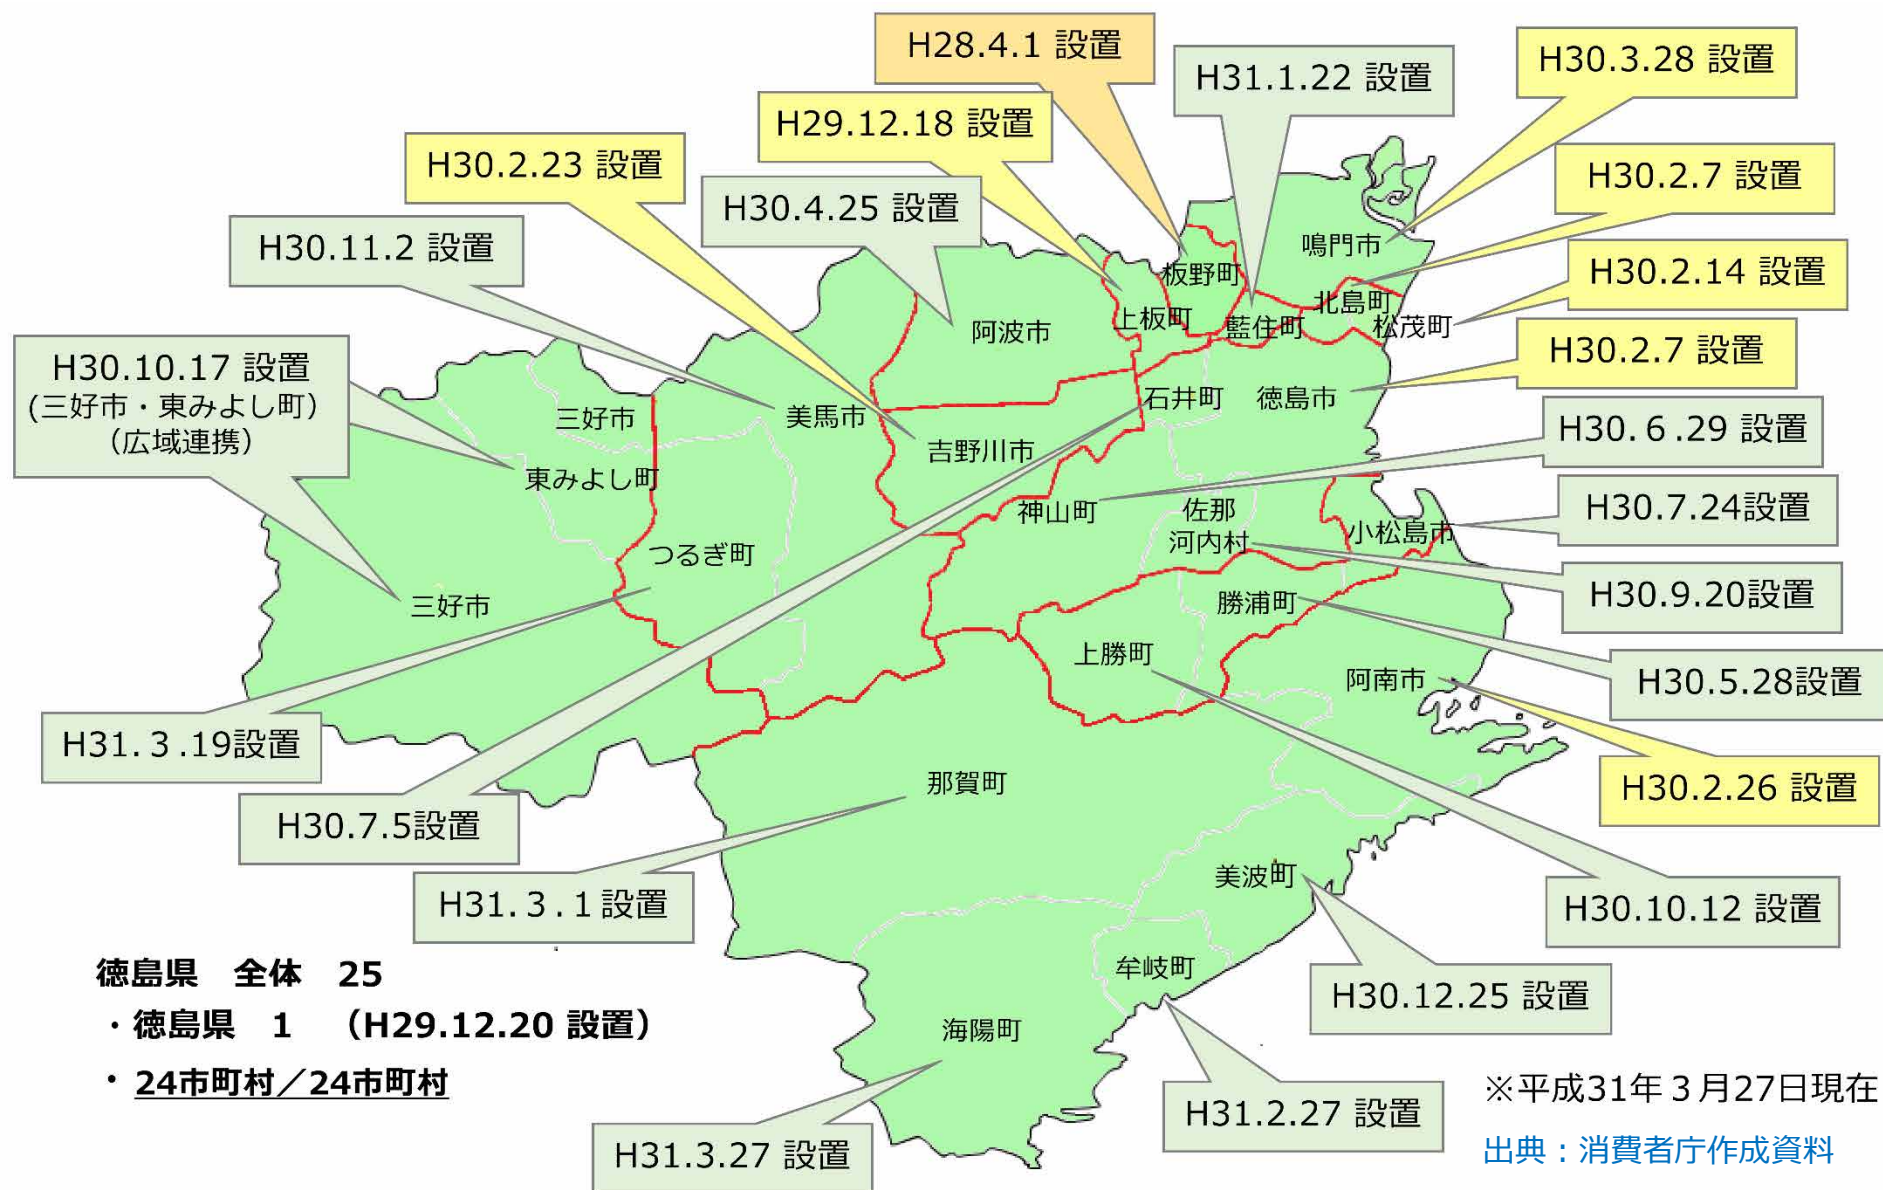 H28.4.1 設置
H30.3.28 設置
H31.1.22 設置
H29.12.18 設置
H30.2.23 設置
H30.2.7 設置
H30.4.25 設置
H30.11.2 設置
鳴門市
H30.2.14 設置
板野町
北島町
上板町
藍住町
松茂町
阿波市
H30.2.7 設置
H30.10.17 設置
(三好市・東みよし町)
(広域連携)
石井町
徳島市
三好市
美馬市
H30.6.29 設置
吉野川市
東みよし町
H30.7.24設置
神山町
佐那
河内村
小松島市
つるぎ町
H30.9.20設置
三好市
勝浦町
上勝町
阿南市
H30.5.28設置
H31.3.19設置
那賀町
H30.2.26 設置
H30.7.5設置
美波町
H31.3.1設置
H30.10.12 設置
牟岐町
徳島県 全体 25
H30.12.25 設置
・徳島県 1 (H29.12.20 設置)
海陽町
・24市町村／24市町村
※平成31年3月27日現在
H31.2.27 設置
H31.3.27 設置
出典：消費者庁作成資料